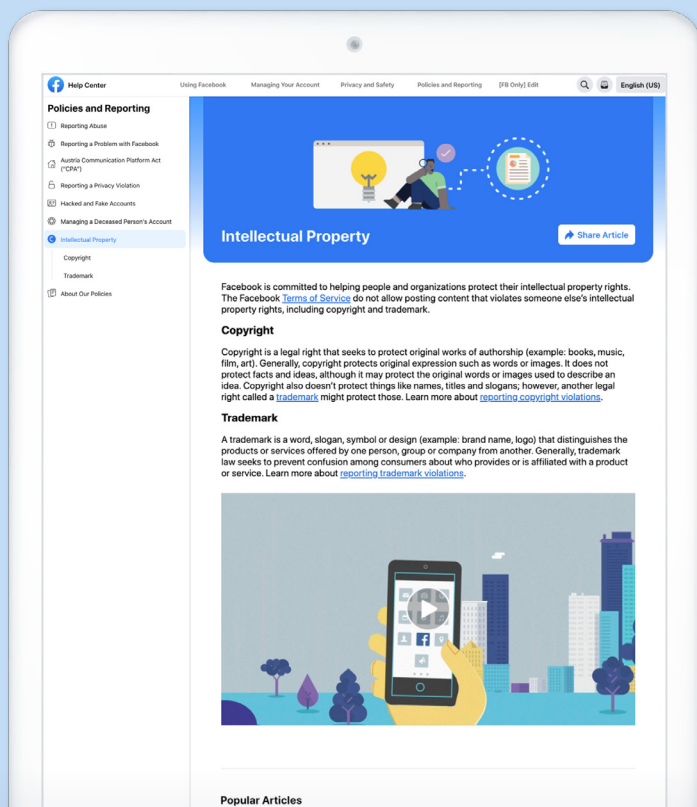 Help Center
Using Facebook
Managing Your Account
Privacy and Safety
Policies and Reporting
[FB Only] Edit
English (US)
Policies and Reporting
Reporting Abuse
Reporting a Problem with Facebook
Austria Communication Platform Act
("CPA")
Reporting a Privacy Violation
Hacked and Fake Accounts
Managing a Deceased Person's Account
Intellectual Property
Copyright
Trademark
About Our Policies
Intellectual Property
Share Article
Facebook is committed to helping people and organizations protect their intellectual property rights.
The Facebook Terms of Service do not allow posting content that violates someone else's intellectual
property rights, including copyright and trademark.
Copyright
Copyright is a legal right that seeks to protect original works of authorship (example: books, music,
film, art). Generally, copyright protects original expression such as words or images. It does not
protect facts and ideas, although it may protect the original words or images used to describe an
idea. Copyright also doesn't protect things like names, titles and slogans; however, another legal
right called a trademark might protect those. Learn more about reporting copyright violations.
Trademark
A trademark is a word, slogan, symbol or design (example: brand name, logo) that distinguishes the
products or services offered by one person, group or company from another. Generally, trademark
law seeks to prevent confusion among consumers about who provides or is affiliated with a product
or service. Learn more about reporting trademark violations.
Popular Articles